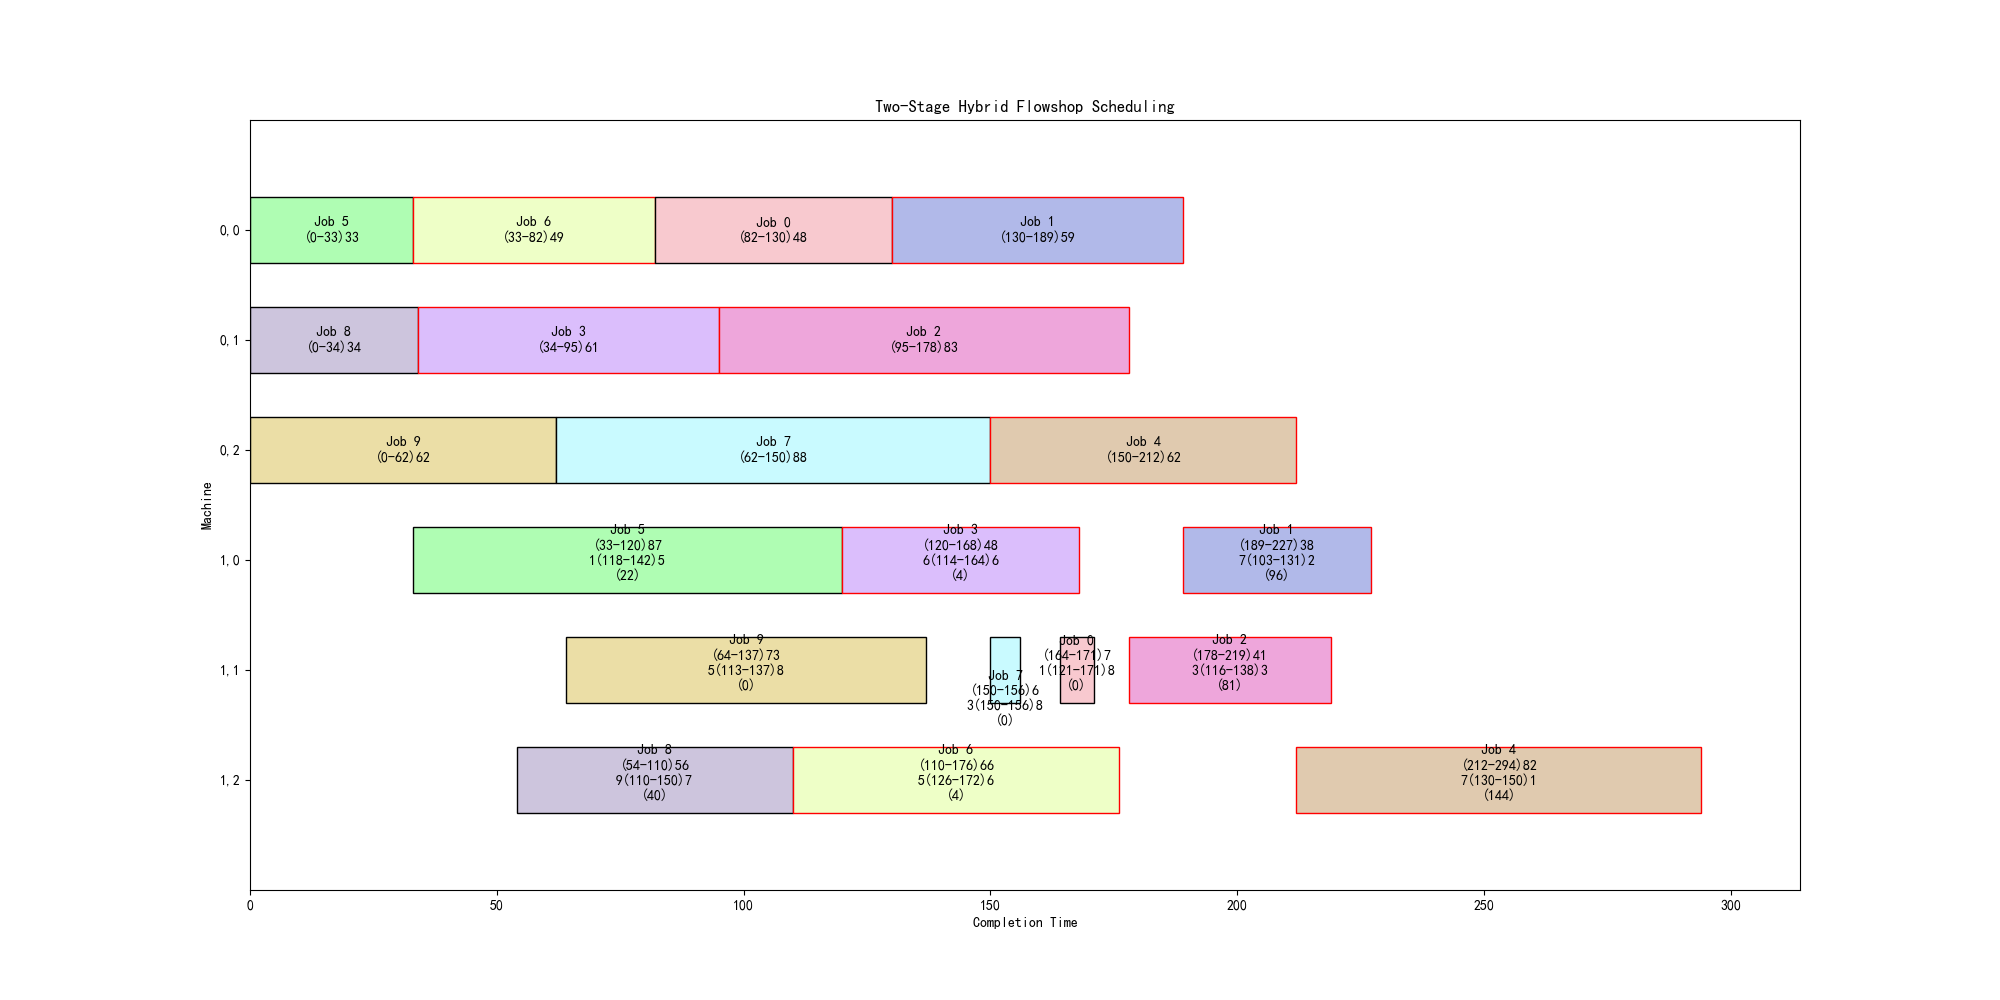 Two-Stage Hybrid Flowshop Scheduling
Machine
0,0
Job 5
(0-33)33
Job 6
(33-82)49
Job 0
(82-130)48
Job 1
(130-189)59
0,1
Job 8
(0-34)34
Job 3
(34-95)61
Job 2
(95-178)83
0,2
Job 9
(0-62)62
Job 7
(62-150)88
Job 4
(150-212)62
1,0
Job 5
(33-120)87
1(118-142)5
(22)
Job 3
(120-168)48
6(114-164)6
(4)
Job 1
(189-227)38
7(103-131)2
(96)
1,1
Job 9
(64-137)73
5(113-137)8
(0)
Job 7
(150-156)6
3(150-156)8
(0)
Job 0
(164-171)7
1(121-171)8
(0)
Job 2
(178-219)41
3(116-138)3
(81)
1,2
Job 8
(54-110)56
9(110-150)7
(40)
Job 6
(110-176)66
5(126-172)6
(4)
Job 4
(212-294)82
7(130-150)1
(144)
0
50
100
150
200
250
300
Completion Time